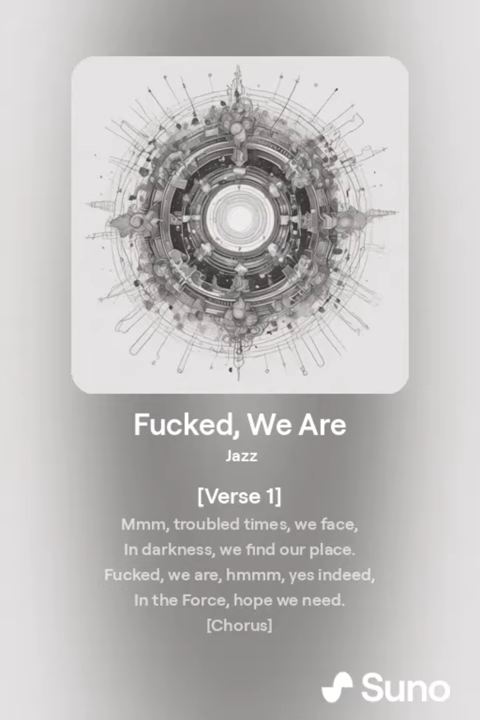 Fucked, We Are
Jazz
[Verse 1]
Mmm, troubled times, we face,
In darkness, we find our place.
Fucked, we are, hmmm, yes indeed,
In the Force, hope we need.
[Chorus]
Suno